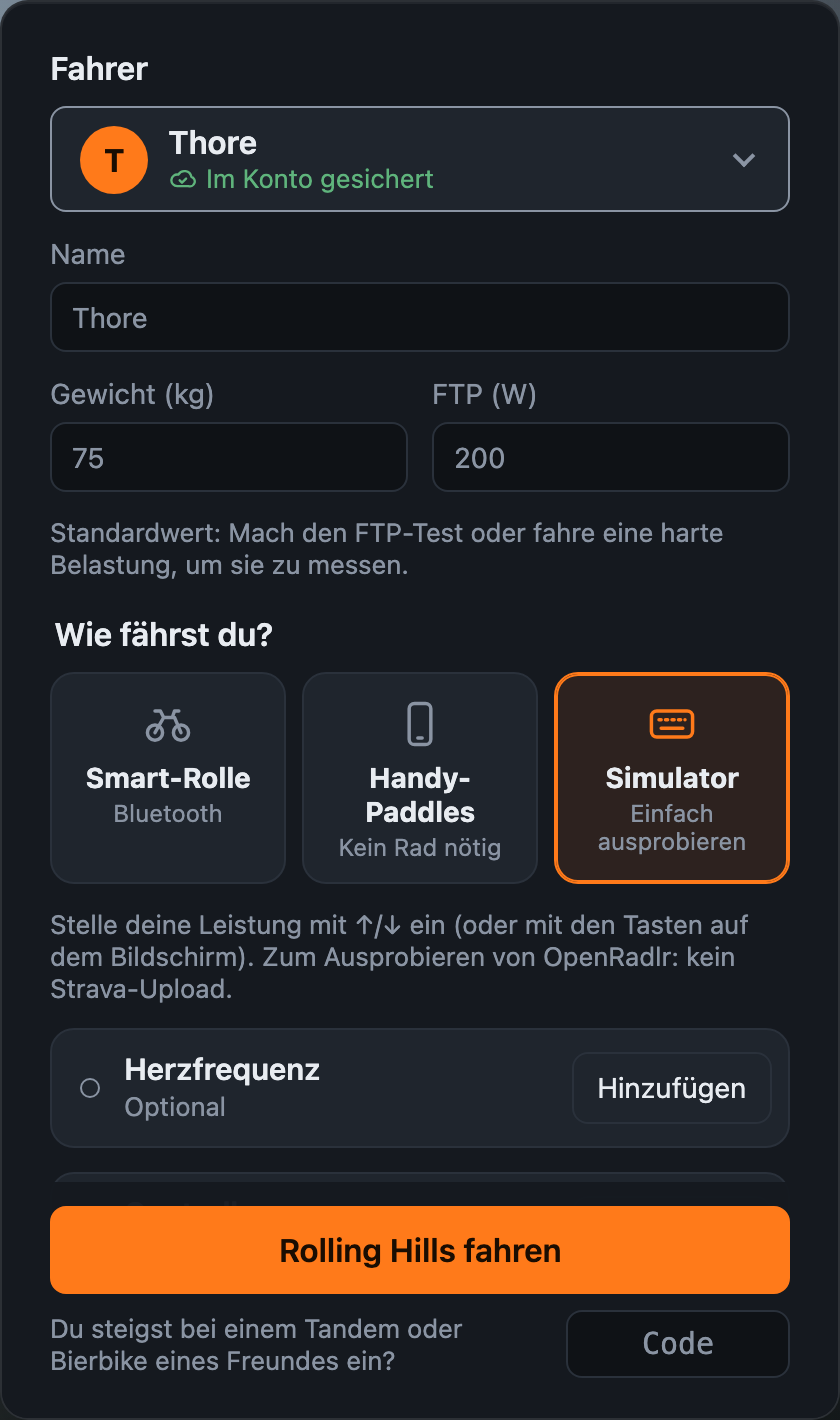 Fahrer
T
Thore
Im Konto gesichert
Name
Thore
Gewicht (kg)
FTP (W)
75
200
Standardwert: Mach den FTP-Test oder fahre eine harte
Belastung, um sie zu messen.
Wie fährst du?
Smart-Rolle
Bluetooth
Handy-
Paddles
Kein Rad nötig
Simulator
Einfach
ausprobieren
Stelle deine Leistung mit ↑/↓ ein (oder mit den Tasten auf
dem Bildschirm). Zum Ausprobieren von OpenRadlr: kein
Strava-Upload.
Herzfrequenz
Optional
Hinzufügen
Rolling Hills fahren
Du steigst bei einem Tandem oder
Bierbike eines Freundes ein?
Code